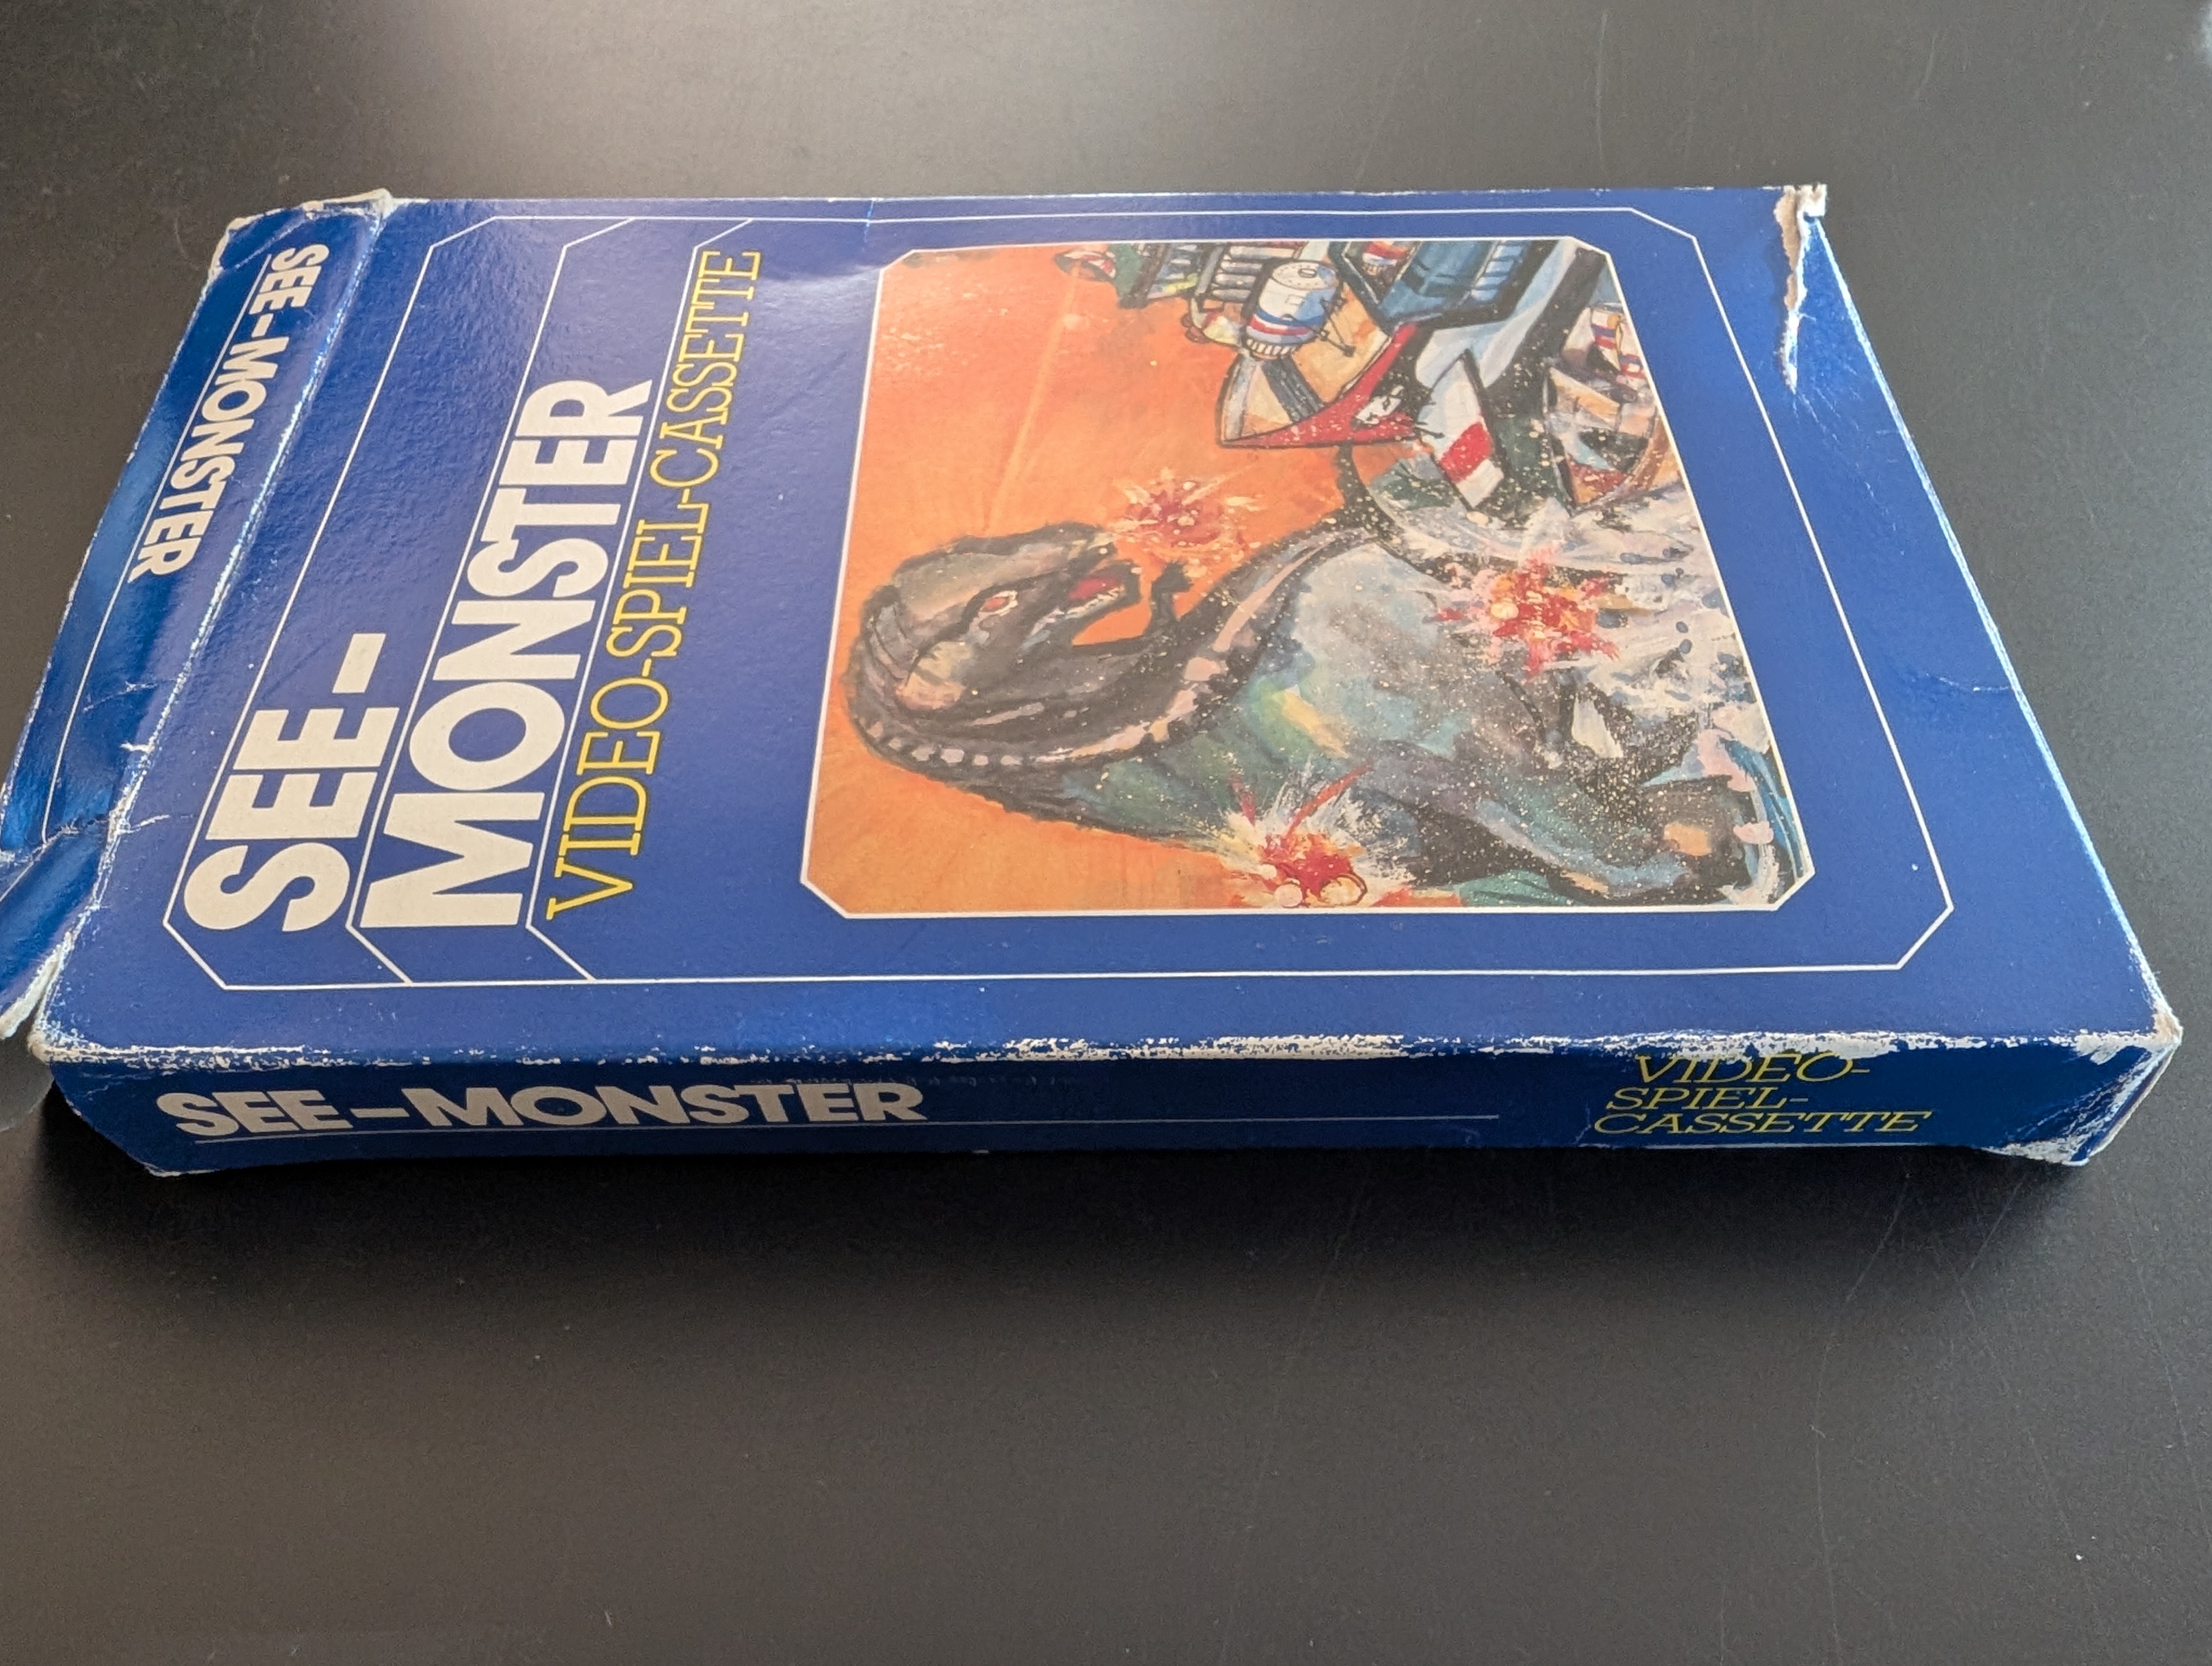 SEE-MONSTER
SEE-
MONSTER
VIDEO-SPIEL-CASSETTE
SEE-MONSTER
VIDEO-
SPIEL-
CASSETTE